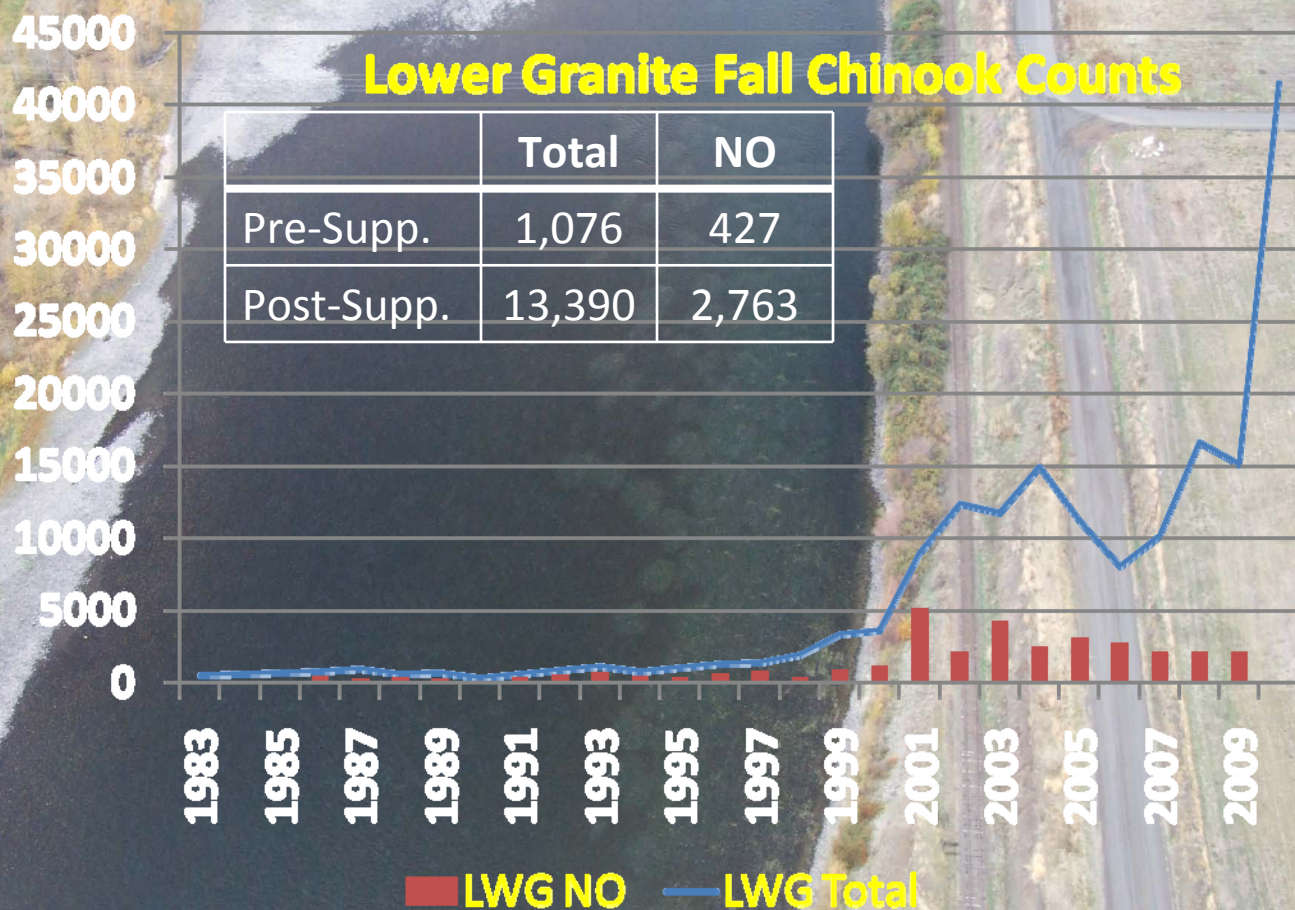 Lower Granite Fall Chinook Counts
45000
40000
35000
30000
25000
20000
15000
10000
5000
0
Total NO
Pre-Supp. 1,076 427
Post-Supp. 13,390 2,763
1983 1985 1987 1989 1991 1993 1995 1997 1999 2001 2003 2005 2007 2009
LWG NO LWG Total